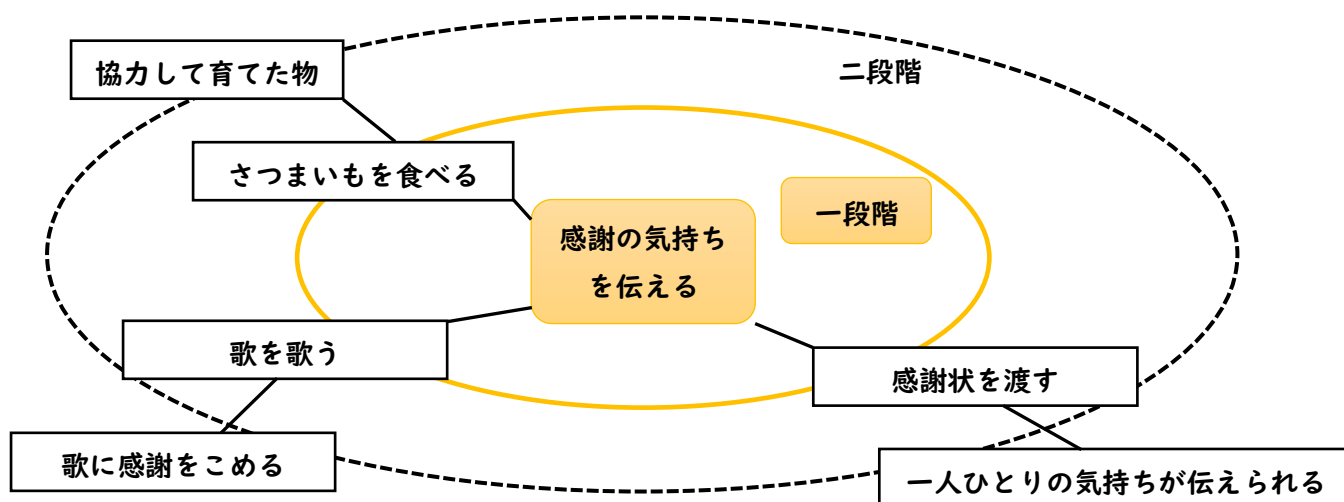 協力して育てた物
二段階
さつまいもを食べる
一段階
感謝の気持ち
を伝える
歌を歌う
感謝状を渡す
歌に感謝をこめる
一人ひとりの気持ちが伝えられる